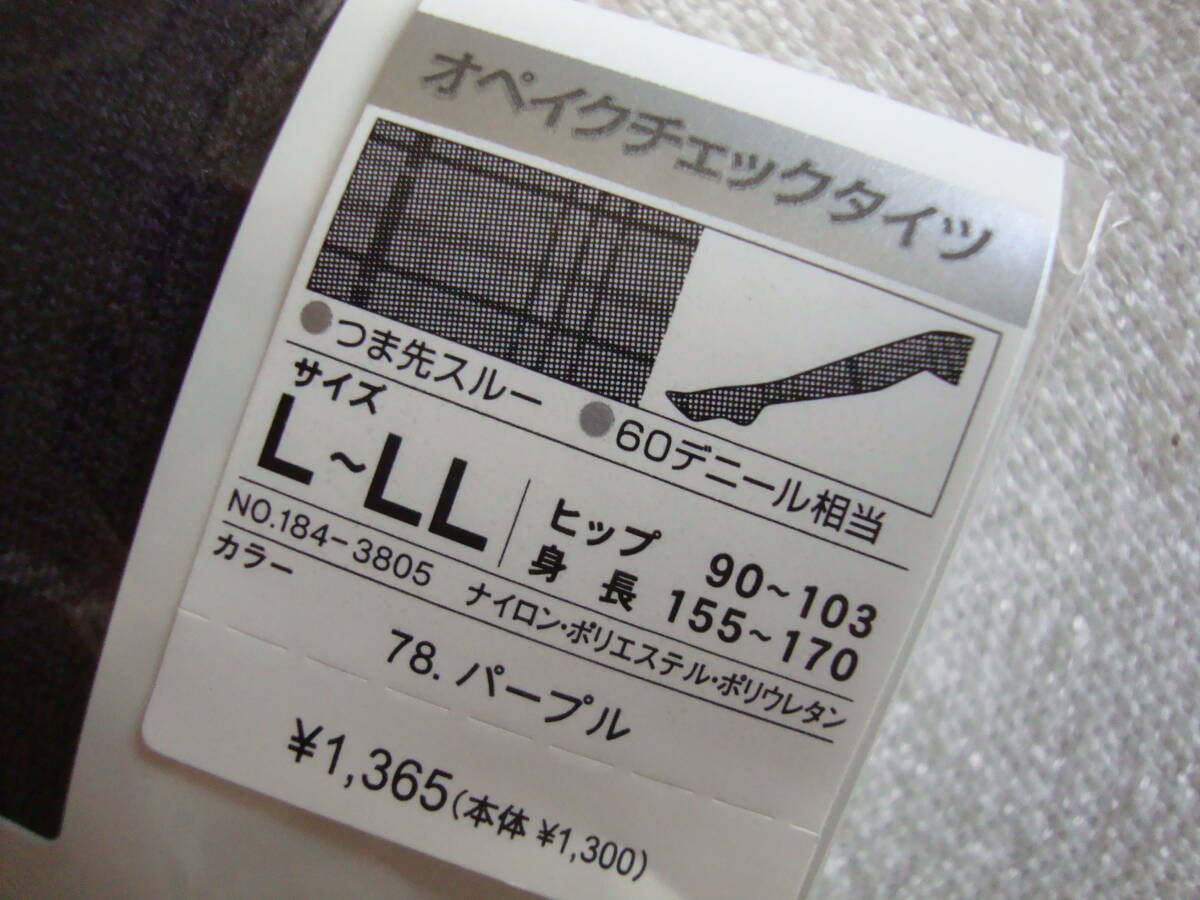 オペイクチェックタイツ
●つま先スルー ●60デニール相当
サイズ
L~LL
ヒップ 90~103
身長 155~170
NO.184-3805 ナイロン・ポリエステル・ポリウレタン
カラー
78.パープル
¥1,365(本体 ¥1,300)